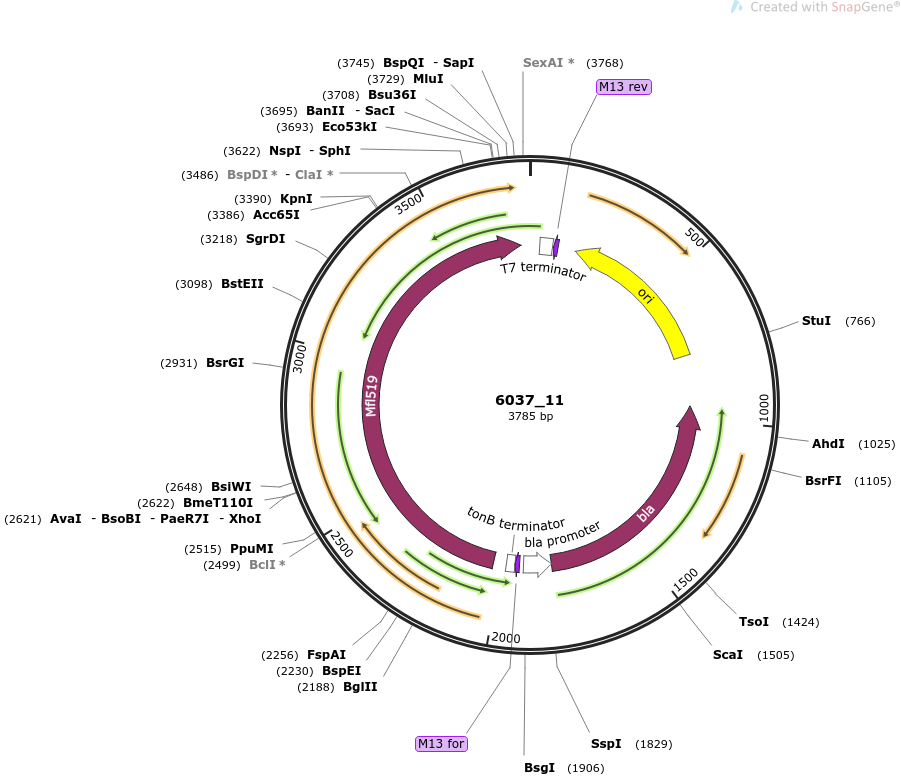 Created with SnapGene®
(3745) BspQI - SapI
(3729) MluI
(3708) Bsu36I
(3695) BanII - SacI
(3693) Eco53kI
(3622) NspI - SphI
(3486) BspDI * - ClaI *
(3390) KpnI
(3386) Acc65I
(3218) SgrDI
(3098) BstEII
(2931) BsrGI
(2648) BsiWI
(2622) BmeT110I
(2621) AvaI - BsoBI - PaeR7I - XhoI
(2515) PpuMI
(2499) BclI *
(2256) FspAI
(2230) BspEI
(2188) BglII
SexAI * (3768)
M13 rev
StuI (766)
AhdI (1025)
BsrFI (1105)
TsoI (1424)
ScaI (1505)
SspI (1829)
BsgI (1906)
M13 for
500
1000
1500
2000
2500
3000
3500
T7 terminator
ori
Mfl519
6037_11
3785 bp
tonB terminator
bla promoter
bla